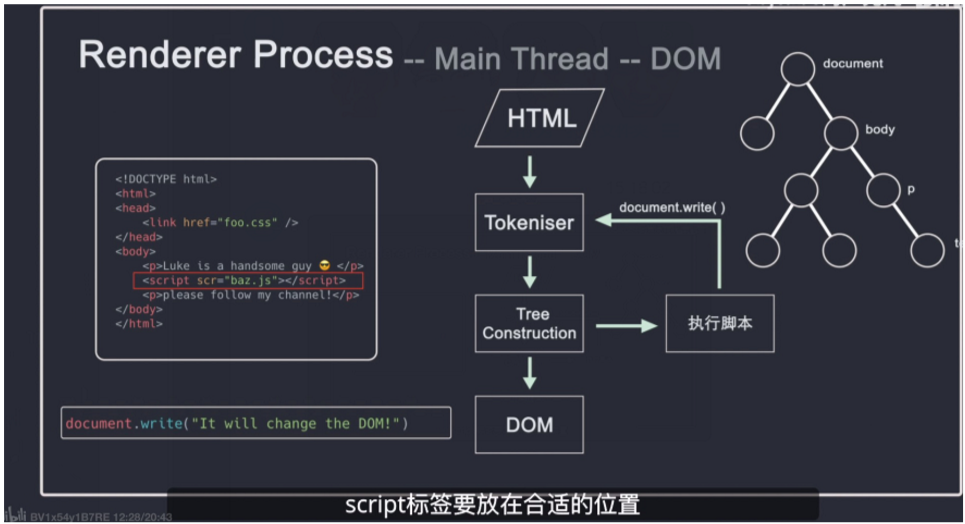 Renderer Process -- Main Thread -- DOM
document
HTML
body
<!DOCTYPE html>
<html>
<head>
<link href="foo.css" />
</head>
<body>
<p>Luke is a handsome guy 😎 </p>
<script scr="baz.js"></script>
<p>please follow my channel!</p>
</body>
</html>
p
document.write( )
Tokeniser
Tree
Construction
执行脚本
document.write("It will change the DOM!")
DOM
script标签要放在合适的位置
BV1x54y1B7RE 12:28/20:43